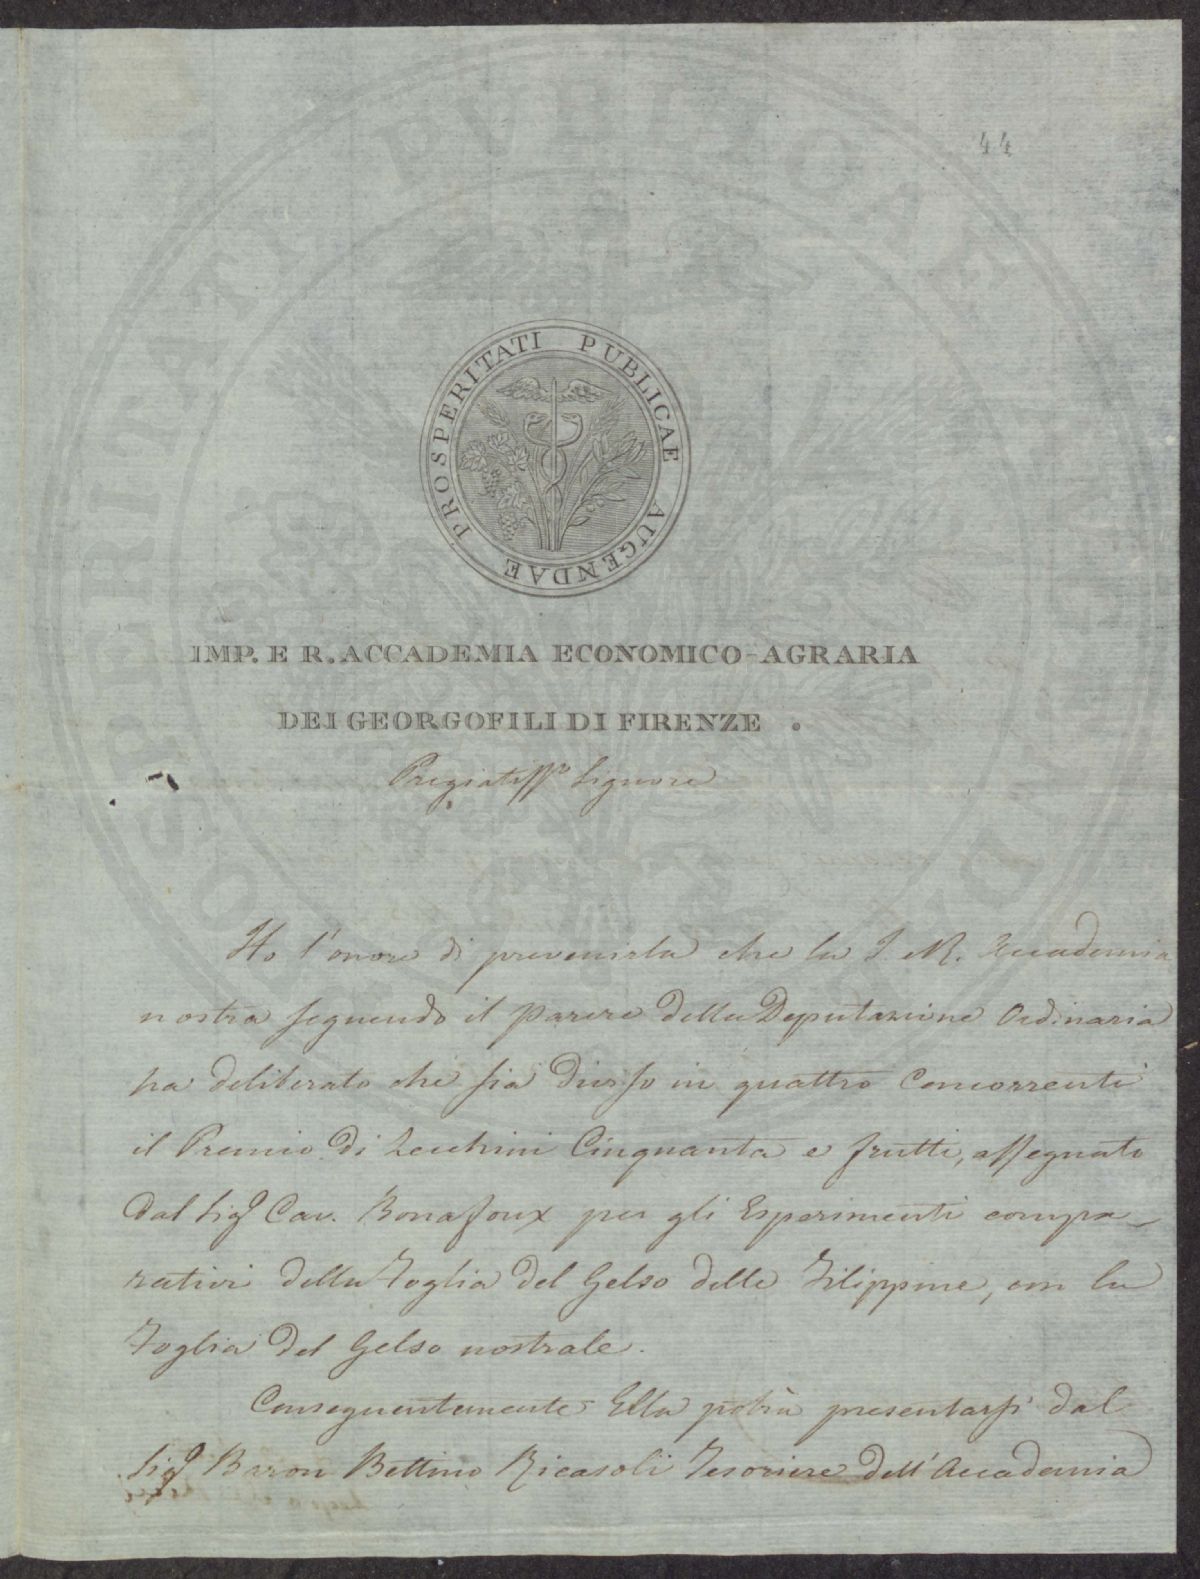 44
PROSPERITATI PUBLICAE AUGENDAE
IMP. E R. ACCADEMIA ECONOMICO-AGRARIA
DEI GEORGOFILI DI FIRENZE.
Pregiatissº Signore
Ho l'onore di prevenirla che la I. e R. Accademia
nostra seguendo il parere della Deputazione Ordinaria
ha deliberato che sia diviso in quattro Concorrenti
il Premio di Zecchini Cinquanta e frutti, assegnato
dal Sigʳ Cav. Bonafoux per gli Esperimenti compa-
rativi della Foglia del Gelso delle Filippine, con la
Foglia del Gelso nostrale.
Conseguentemente Ella potrà presentarsi dal
Sigʳ Baron Bettino Ricasoli Tesoriere dell'Accademia